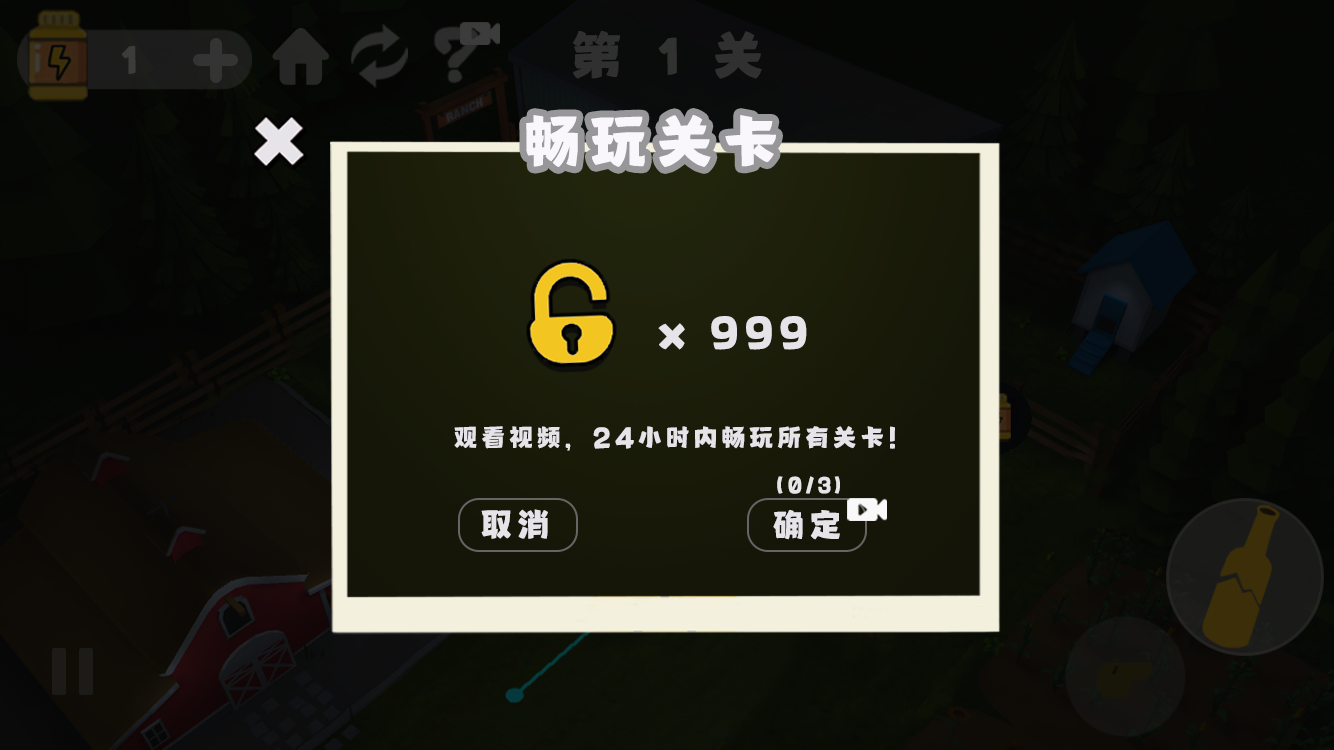 1
第 1 关
RANCH
畅玩关卡
× 999
观看视频，24小时内畅玩所有关卡！
(0/3)
取消
确定